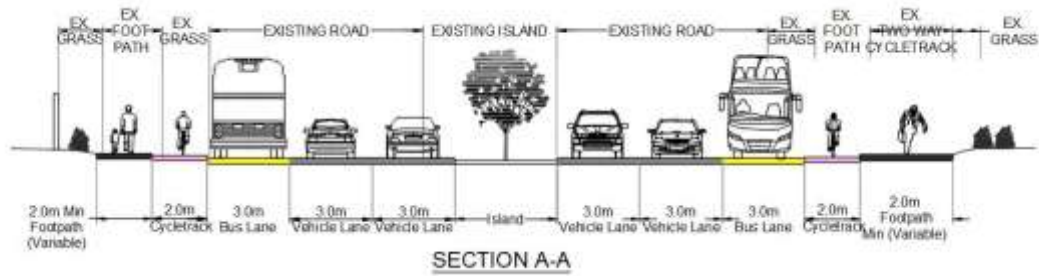 EX. GRASS
EX. FOOT PATH
EX. GRASS
EXISTING ROAD
EXISTING ISLAND
EXISTING ROAD
EX. GRASS
EX. FOOT PATH
EX. TWO WAY CYCLETRACK
EX. GRASS
2.0m Min Footpath (Variable)
2.0m Cycletrack
3.0m Bus Lane
3.0m Vehicle Lane
3.0m Vehicle Lane
Island
3.0m Vehicle Lane
3.0m Vehicle Lane
3.0m Bus Lane
2.0m Cycletrack
2.0m Footpath Min (Variable)
SECTION A-A